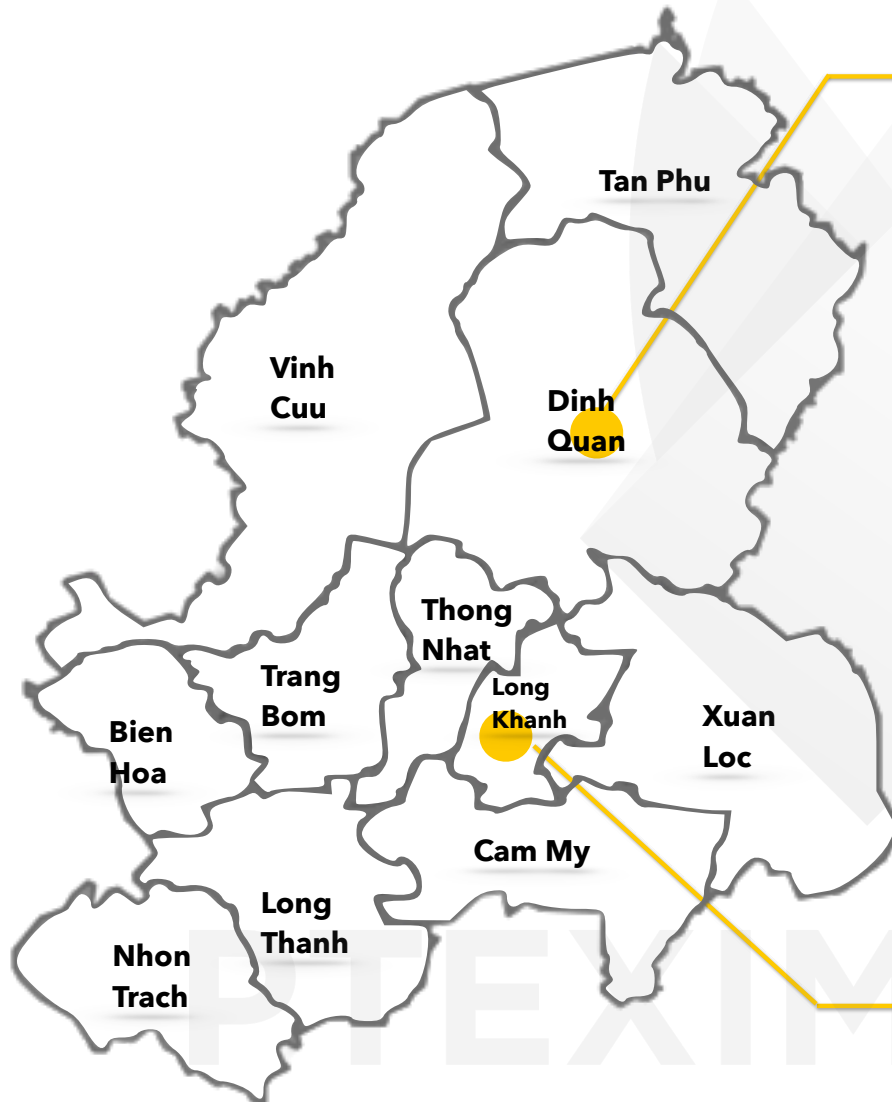 Tan Phu
Vinh
Cuu
Dinh
Quan
Thong
Nhat
Trang
Bom
Long
Khanh
Xuan
Loc
Bien
Hoa
Cam My
Long
Thanh
Nhon
Trach
PTEXIM